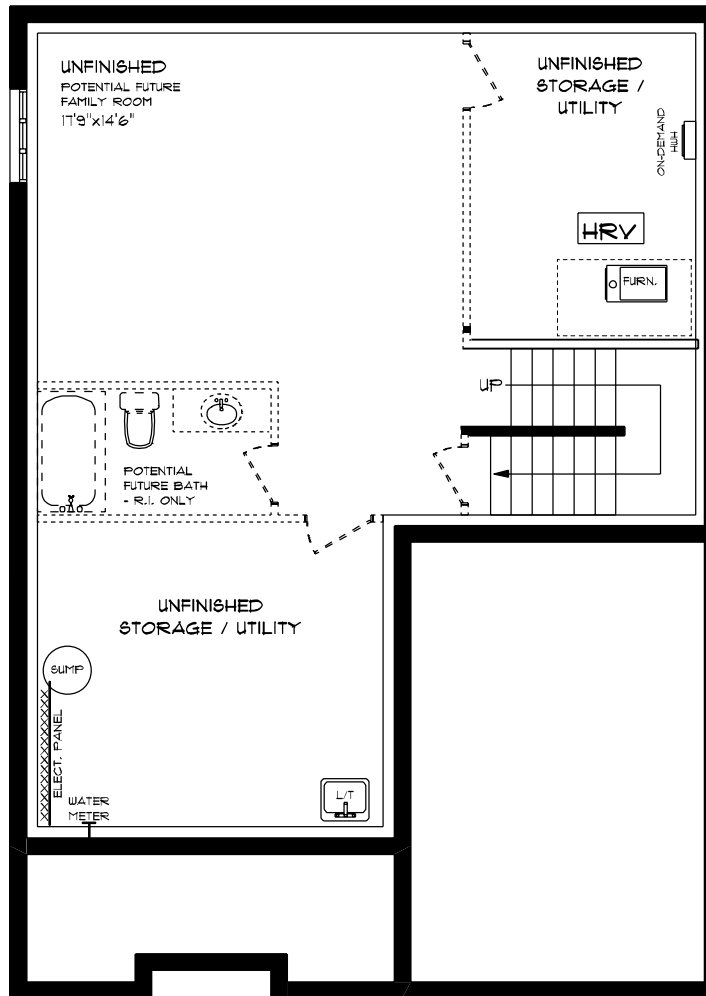 UNFINISHED
POTENTIAL FUTURE
FAMILY ROOM
17'9"x14'6"
UNFINISHED
STORAGE /
UTILITY
ON-DEMAND
HWH
HRV
FURN.
UP
POTENTIAL
FUTURE BATH
- R.I. ONLY
UNFINISHED
STORAGE / UTILITY
SUMP
ELECT. PANEL
WATER
METER
L/T